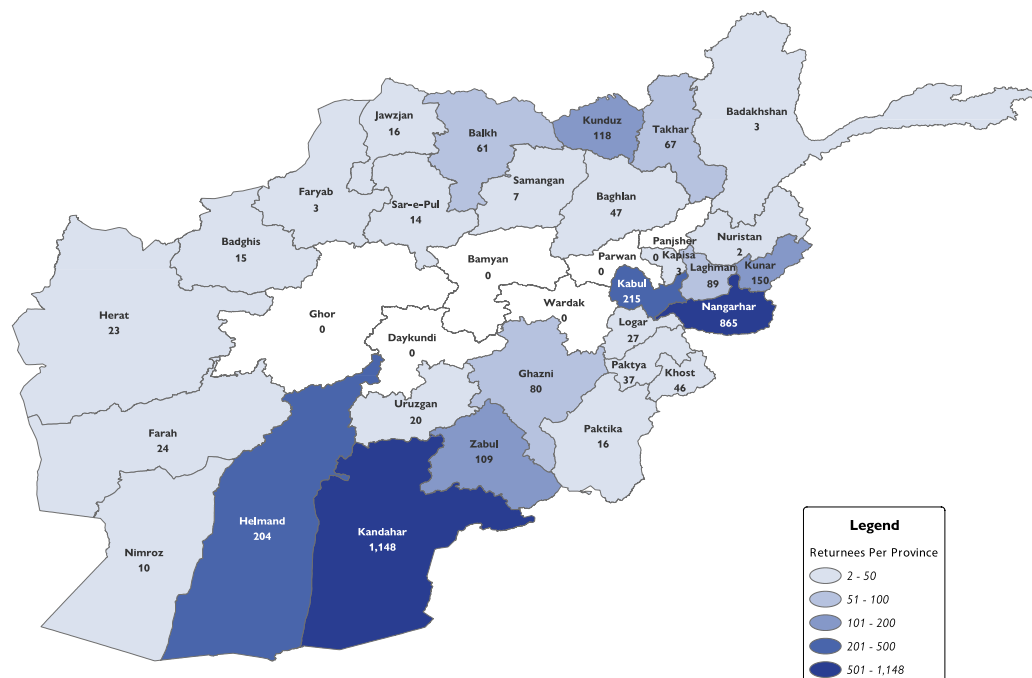 Jawzjan
16
Balkh
61
Kunduz
118
Takhar
67
Badakhshan
3
Faryab
3
Sar-e-Pul
14
Samangan
7
Baghlan
47
Badghis
15
Panjsher
0
Nuristan
2
Bamyan
0
Parwan
0
Kapisa
3
Laghman
89
Kunar
150
Kabul
215
Herat
23
Ghor
0
Wardak
0
Nangarhar
865
Logar
27
Daykundi
0
Ghazni
80
Paktya
37
Khost
46
Uruzgan
20
Farah
24
Zabul
109
Paktika
16
Helmand
204
Kandahar
1,148
Nimroz
10
Legend
Returnees Per Province
2 - 50
51 - 100
101 - 200
201 - 500
501 - 1,148